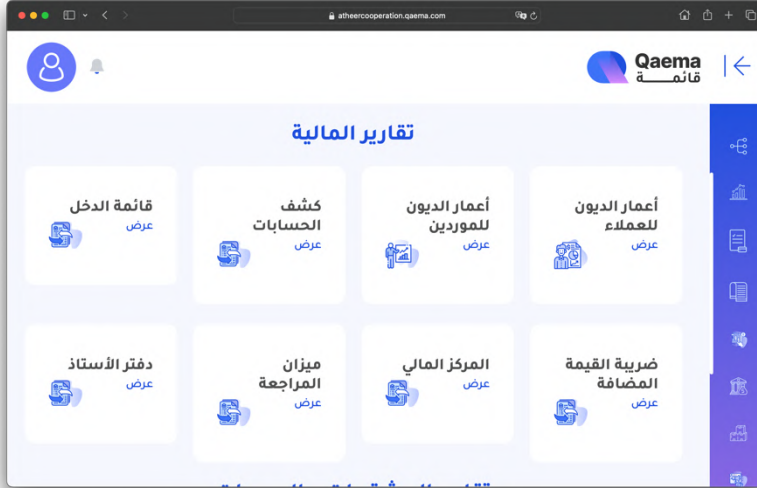 atheercooperation.qaema.com
Qaema
قائمـــة
تقارير المالية
أعمار الديون
للعملاء
عرض
أعمار الديون
للموردين
عرض
كشف
الحسابات
عرض
قائمة الدخل
عرض
ضريبة القيمة
المضافة
عرض
المركز المالي
عرض
ميزان
المراجعة
عرض
دفتر الأستاذ
عرض